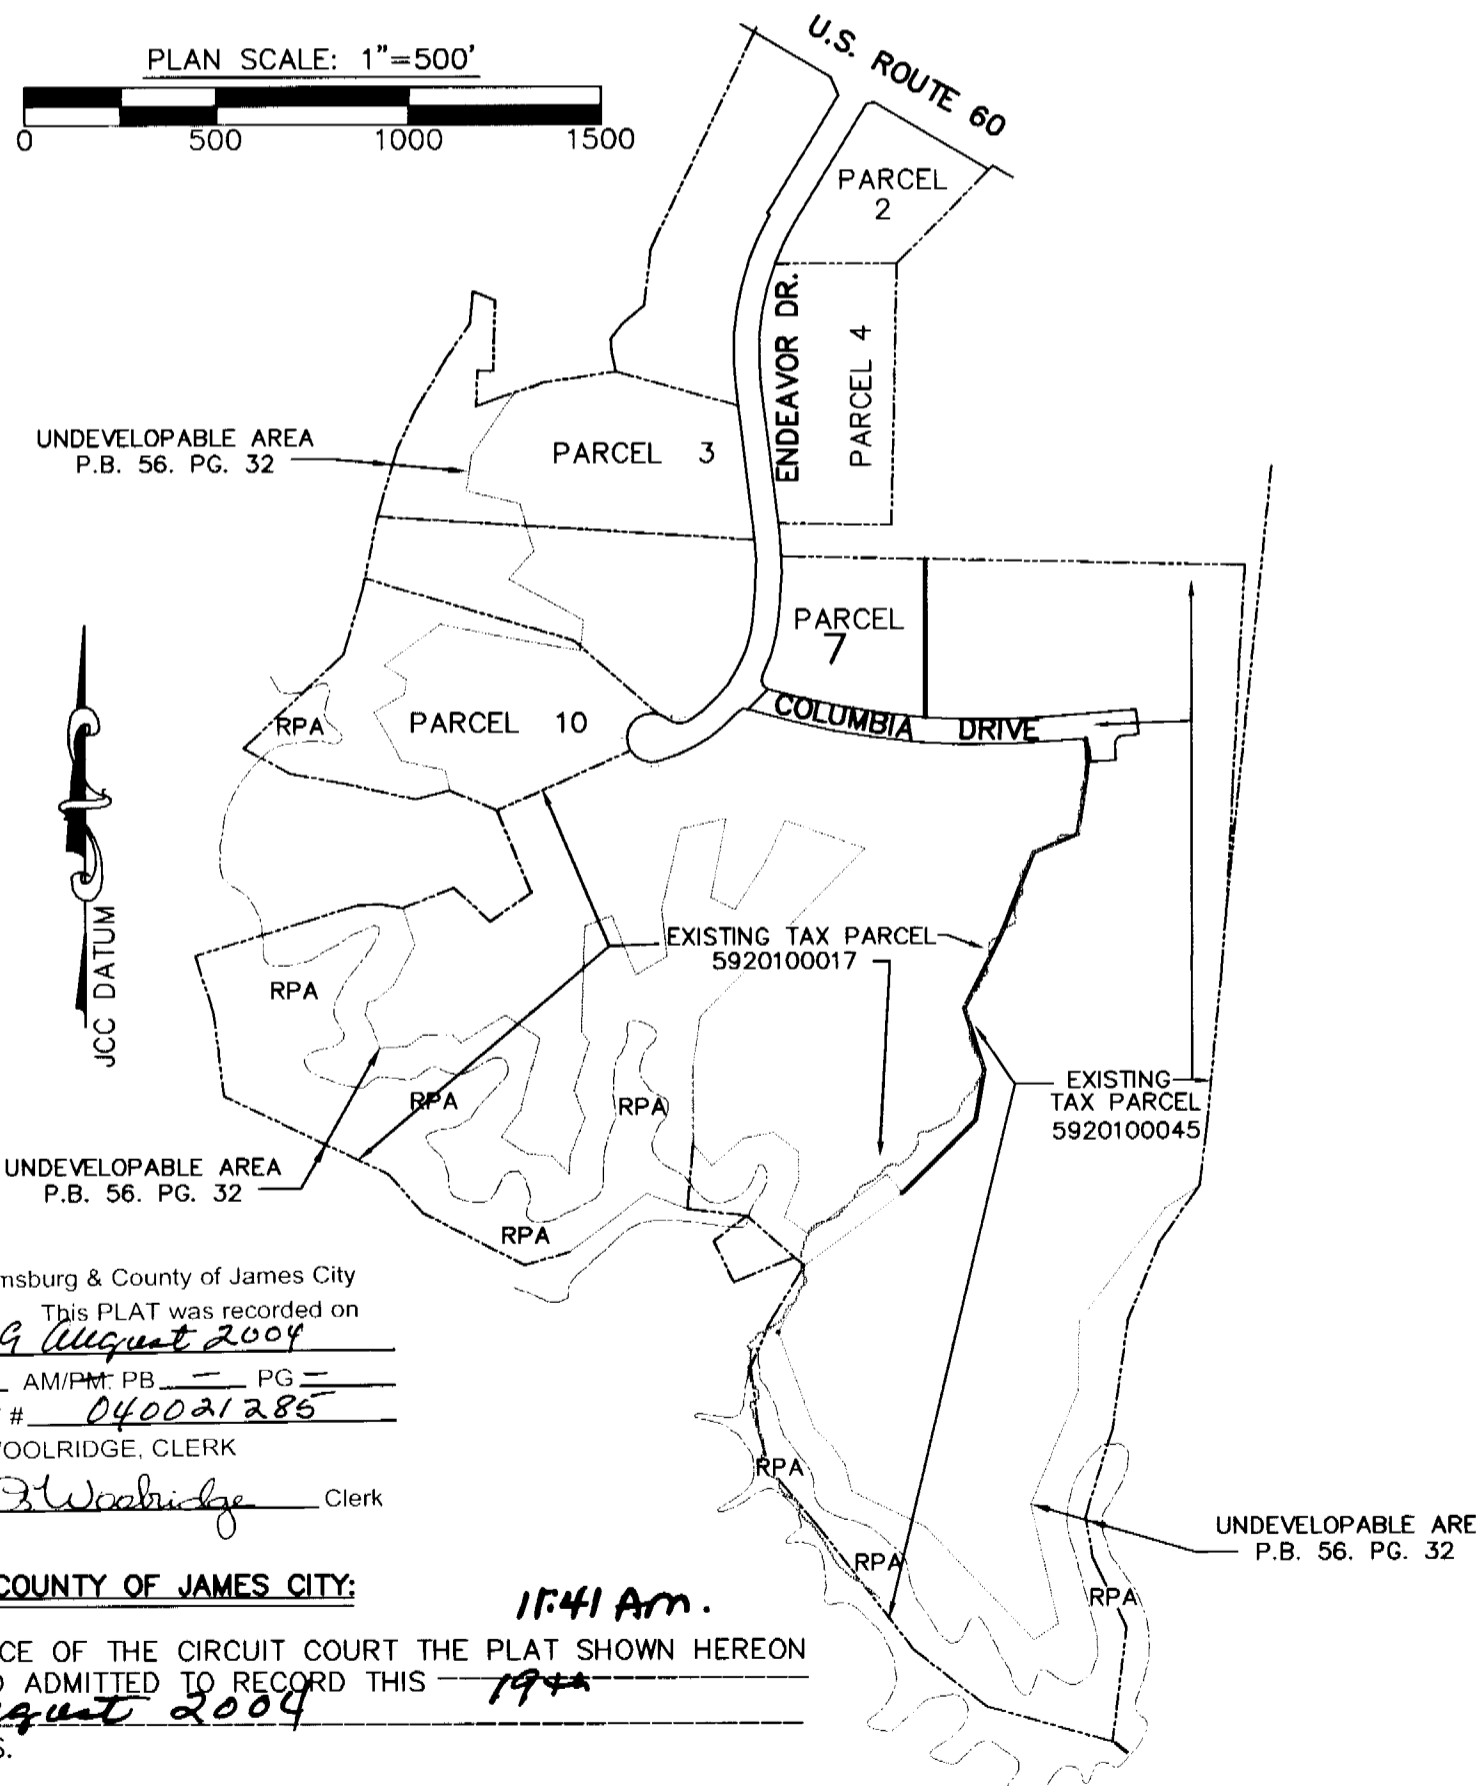 PLAN SCALE: 1"=500'
0 500 1000 1500
U.S. ROUTE 60
PARCEL
2
ENDEAVOR DR.
PARCEL 4
UNDEVELOPABLE AREA
P.B. 56. PG. 32
PARCEL 3
PARCEL
7
RPA
PARCEL 10
COLUMBIA DRIVE
JCC DATUM
EXISTING TAX PARCEL
5920100017
RPA
EXISTING
TAX PARCEL
5920100045
RPA
RPA
UNDEVELOPABLE AREA
P.B. 56. PG. 32
RPA
msburg & County of James City
This PLAT was recorded on
9 August 2004
AM/PM. PB — PG —
# 040021285
OOLRIDGE, CLERK
B. Woolridge Clerk
RPA
RPA
RPA
UNDEVELOPABLE ARE
P.B. 56. PG. 32
COUNTY OF JAMES CITY:
11:41 Am.
CE OF THE CIRCUIT COURT THE PLAT SHOWN HEREON
D ADMITTED TO RECORD THIS 19th
gust 2004
S.